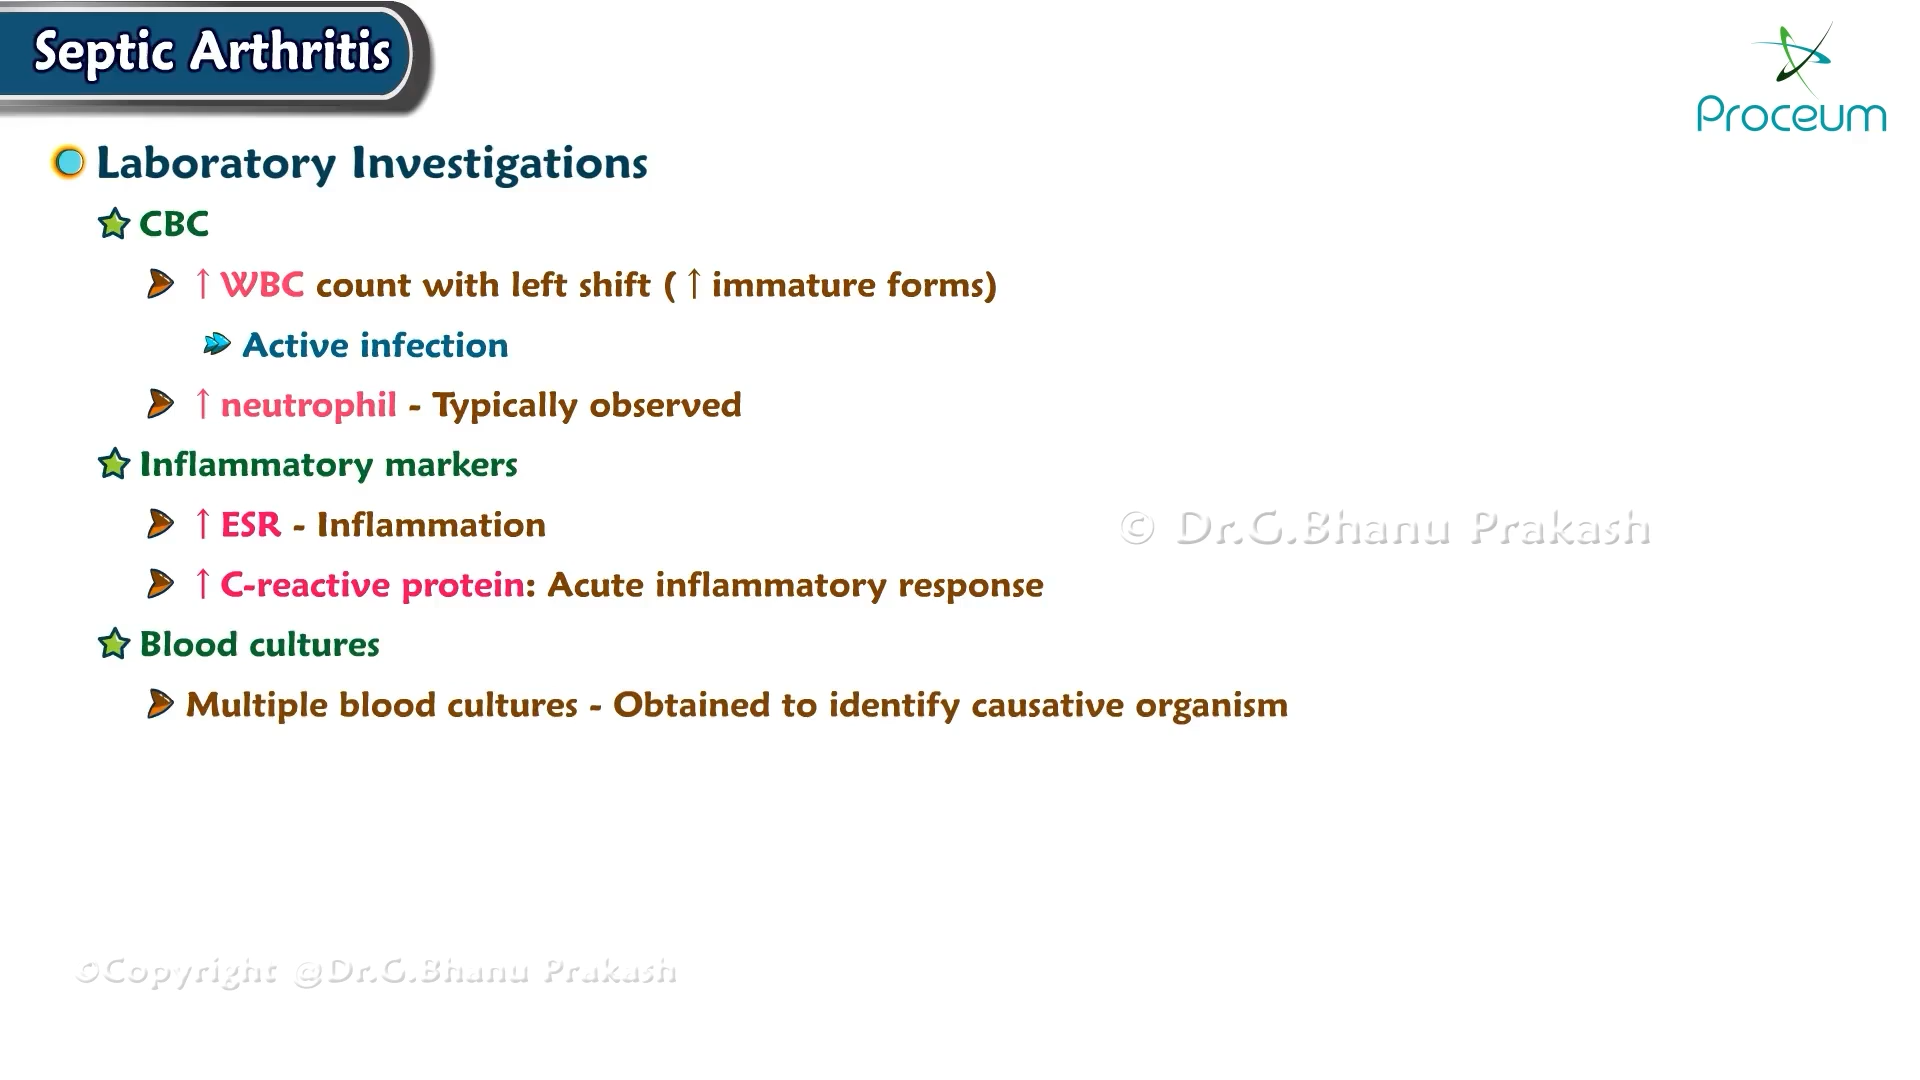 Septic Arthritis
Proceum
Laboratory Investigations
CBC
↑ WBC count with left shift ( ↑ immature forms)
Active infection
↑ neutrophil - Typically observed
Inflammatory markers
↑ ESR - Inflammation
© Dr.G.Bhanu Prakash
↑ C-reactive protein: Acute inflammatory response
Blood cultures
Multiple blood cultures - Obtained to identify causative organism
©Copyright @Dr.G.Bhanu Prakash